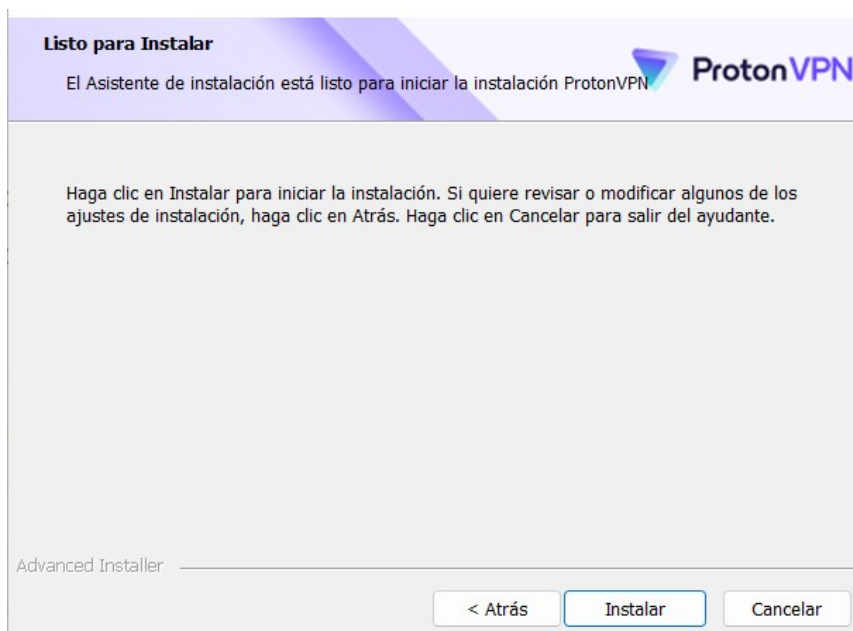 Listo para Instalar
El Asistente de instalación está listo para iniciar la instalación ProtonVPN
ProtonVPN
Haga clic en Instalar para iniciar la instalación. Si quiere revisar o modificar algunos de los
ajustes de instalación, haga clic en Atrás. Haga clic en Cancelar para salir del ayudante.
Advanced Installer
< Atrás
Instalar
Cancelar